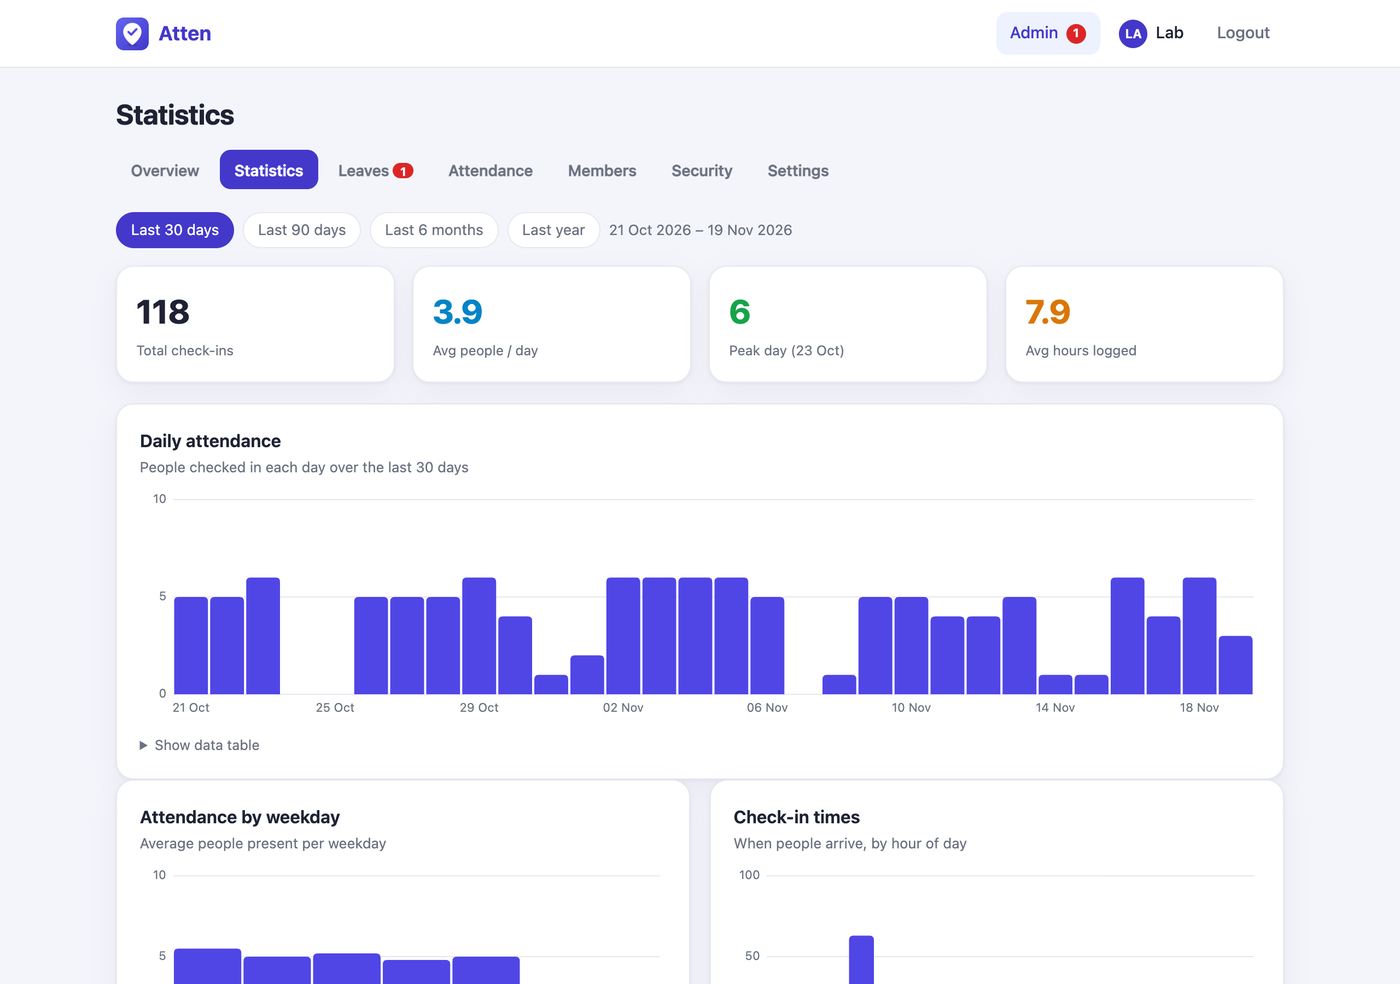 Atten
Admin 1
LA Lab
Logout
Statistics
Overview Statistics Leaves 1 Attendance Members Security Settings
Last 30 days Last 90 days Last 6 months Last year 21 Oct 2026 – 19 Nov 2026
118
Total check-ins
3.9
Avg people / day
6
Peak day (23 Oct)
7.9
Avg hours logged
Daily attendance
People checked in each day over the last 30 days
10
5
0
21 Oct 25 Oct 29 Oct 02 Nov 06 Nov 10 Nov 14 Nov 18 Nov
Show data table
Attendance by weekday
Average people present per weekday
10
5
Check-in times
When people arrive, by hour of day
100
50